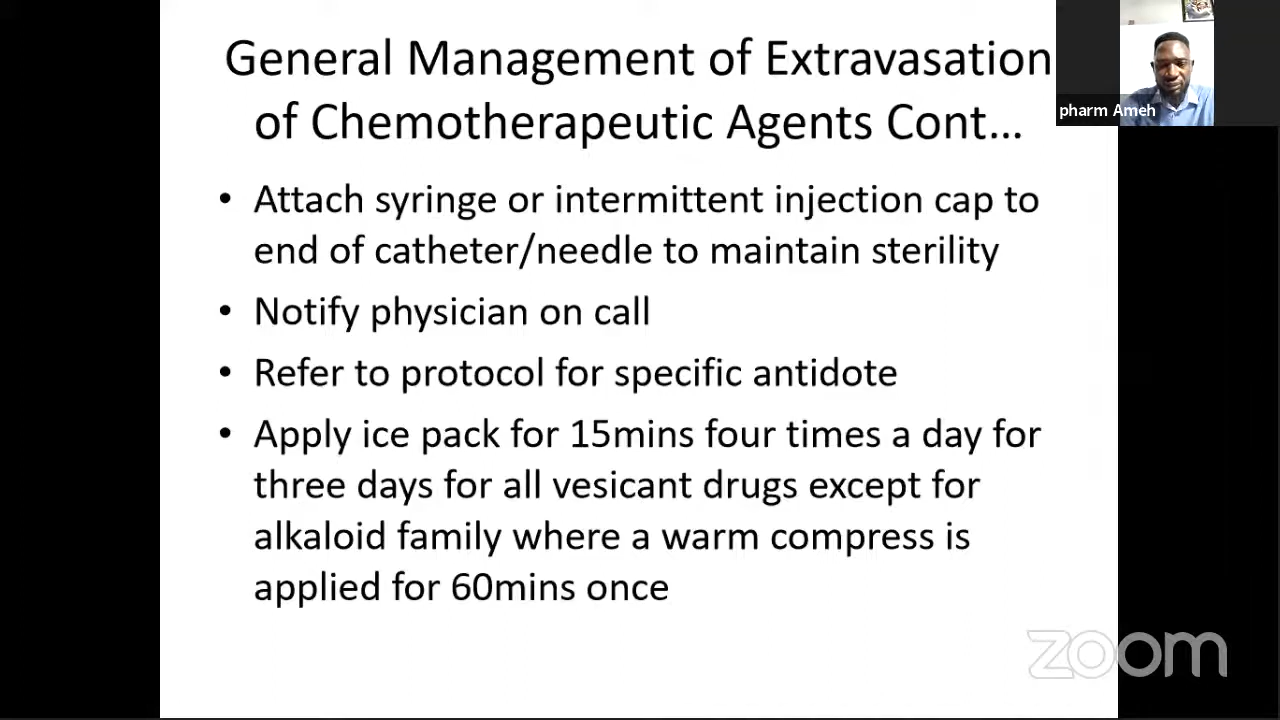 General Management of Extravasation
of Chemotherapeutic Agents Cont...
• Attach syringe or intermittent injection cap to
end of catheter/needle to maintain sterility
• Notify physician on call
• Refer to protocol for specific antidote
• Apply ice pack for 15mins four times a day for
three days for all vesicant drugs except for
alkaloid family where a warm compress is
applied for 60mins once
pharm Ameh
zoom